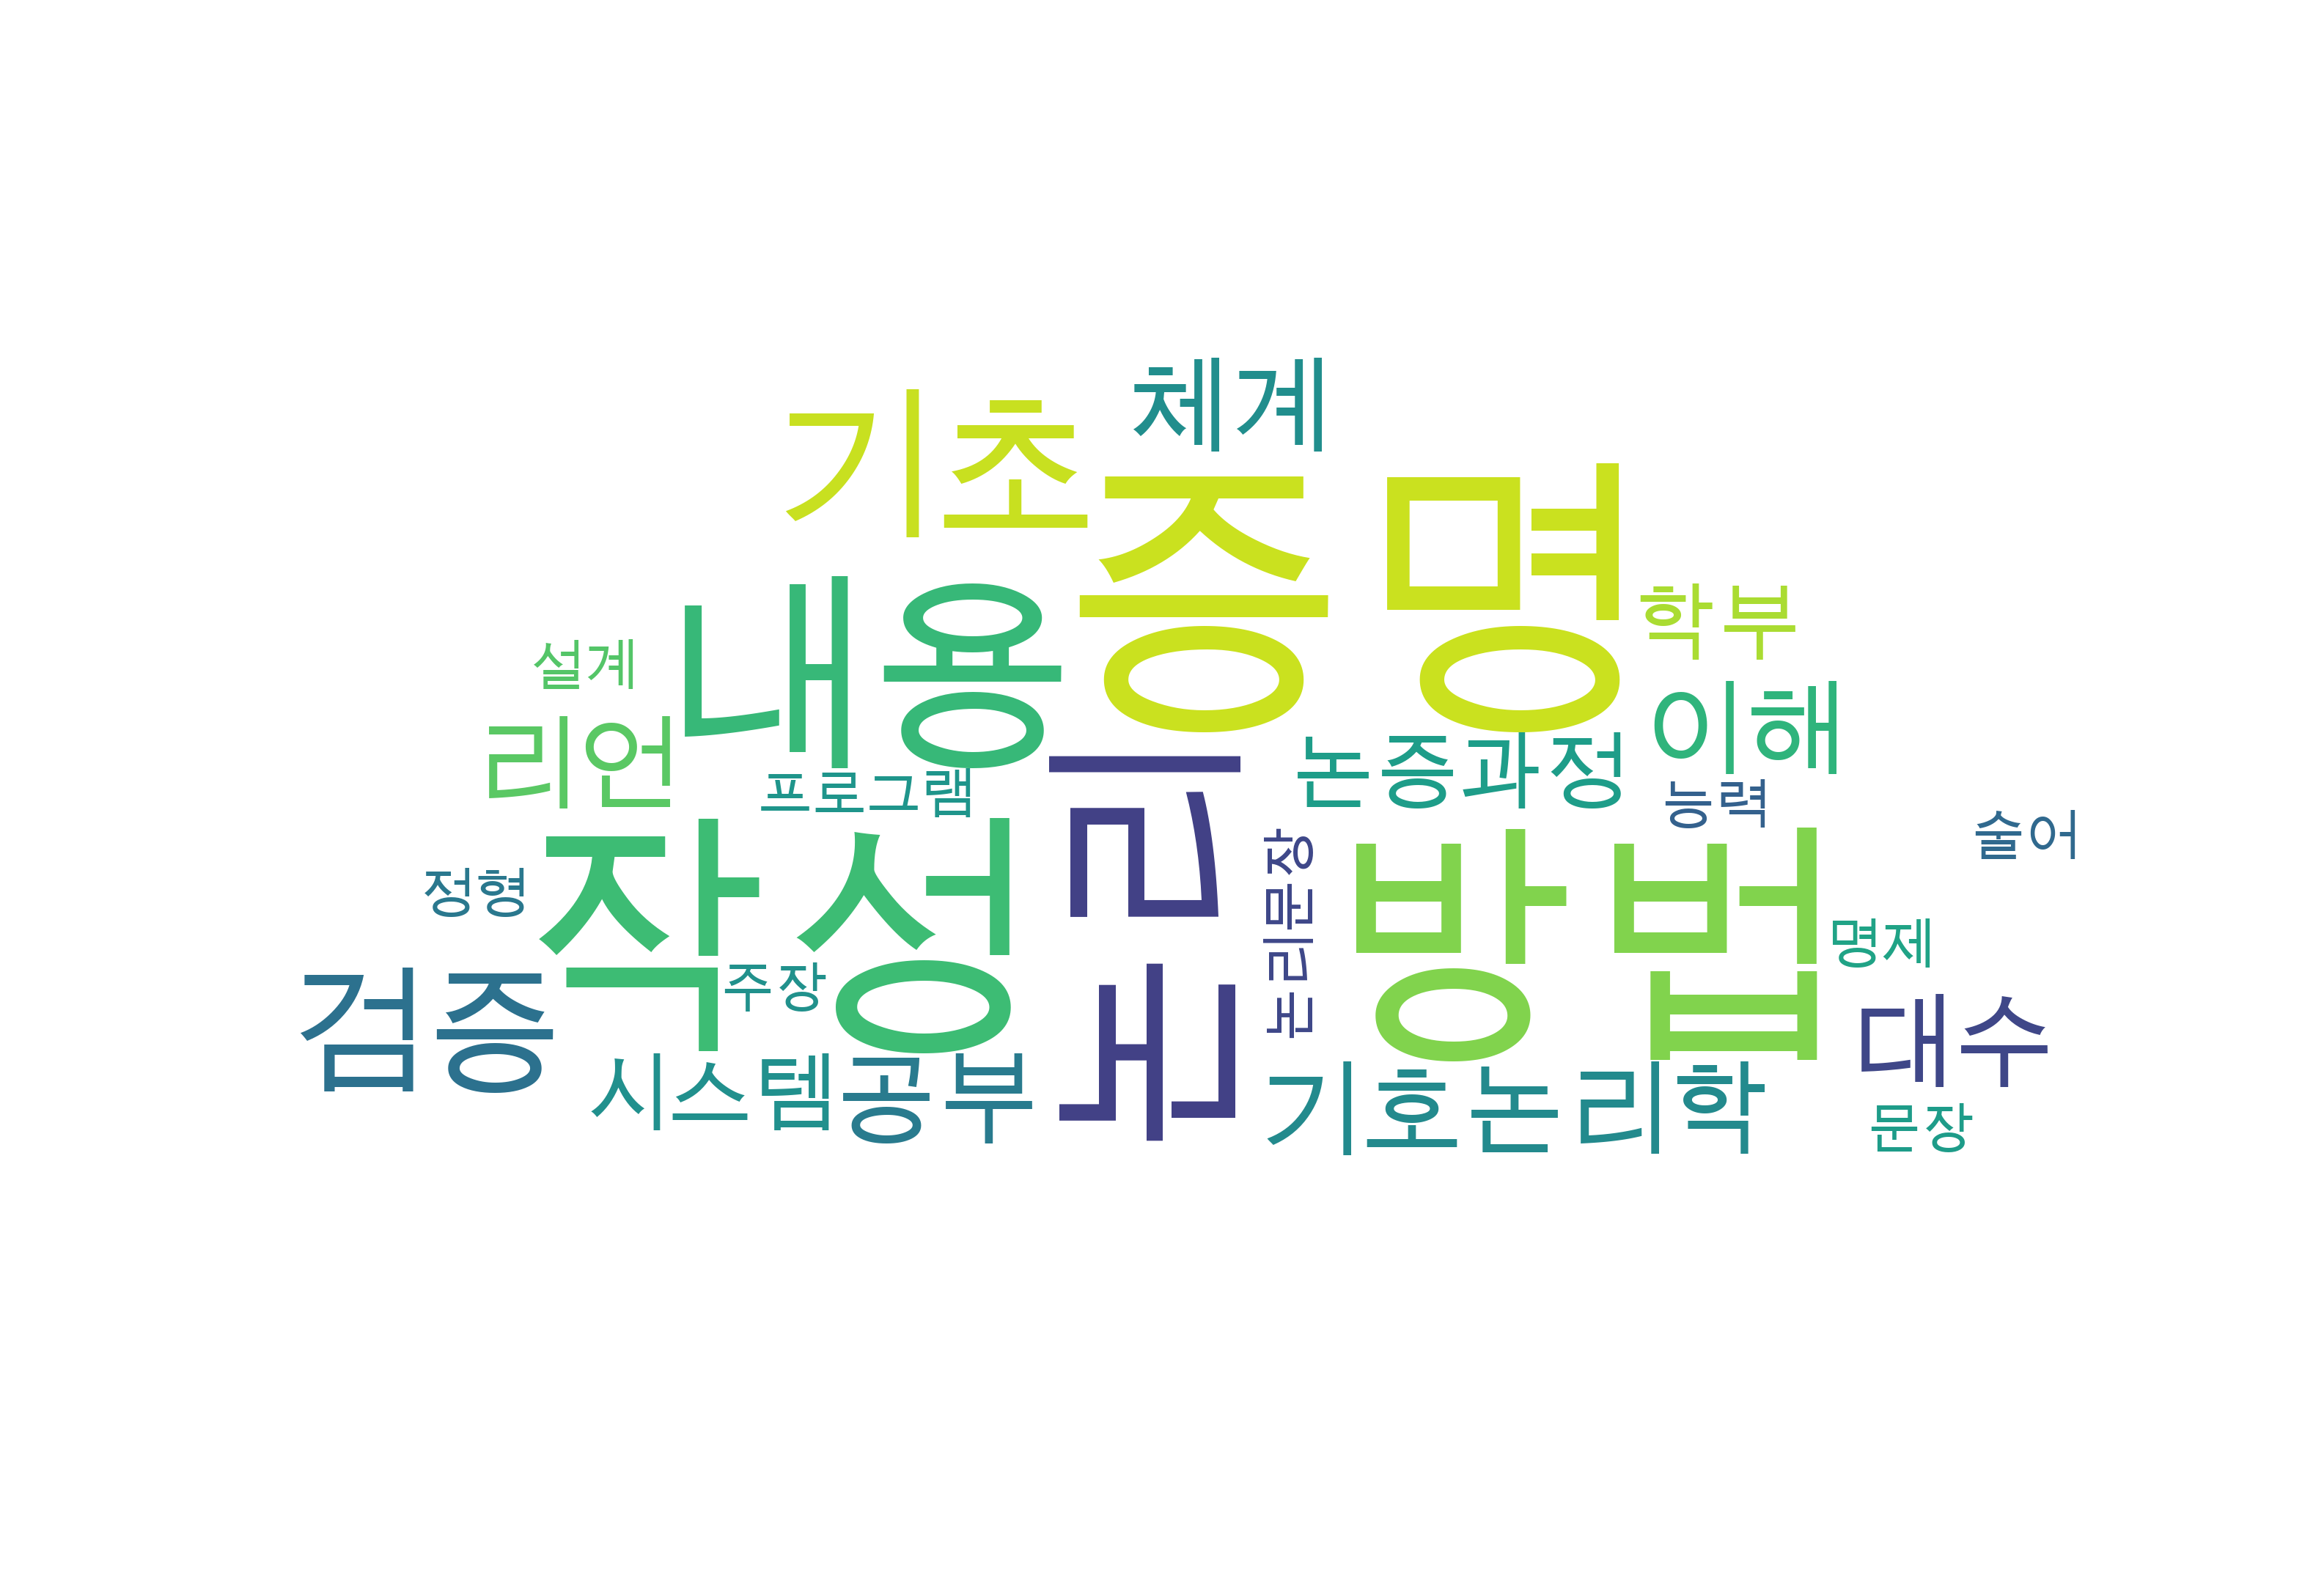 체계
기초
증명
학부
내용
설계
이해
리언
논증과정
프로그램
능력
술어
작성
논리
논리문장
방법
정형
명제
검증
주장
대수
시스템
공부
기호논리학
문장